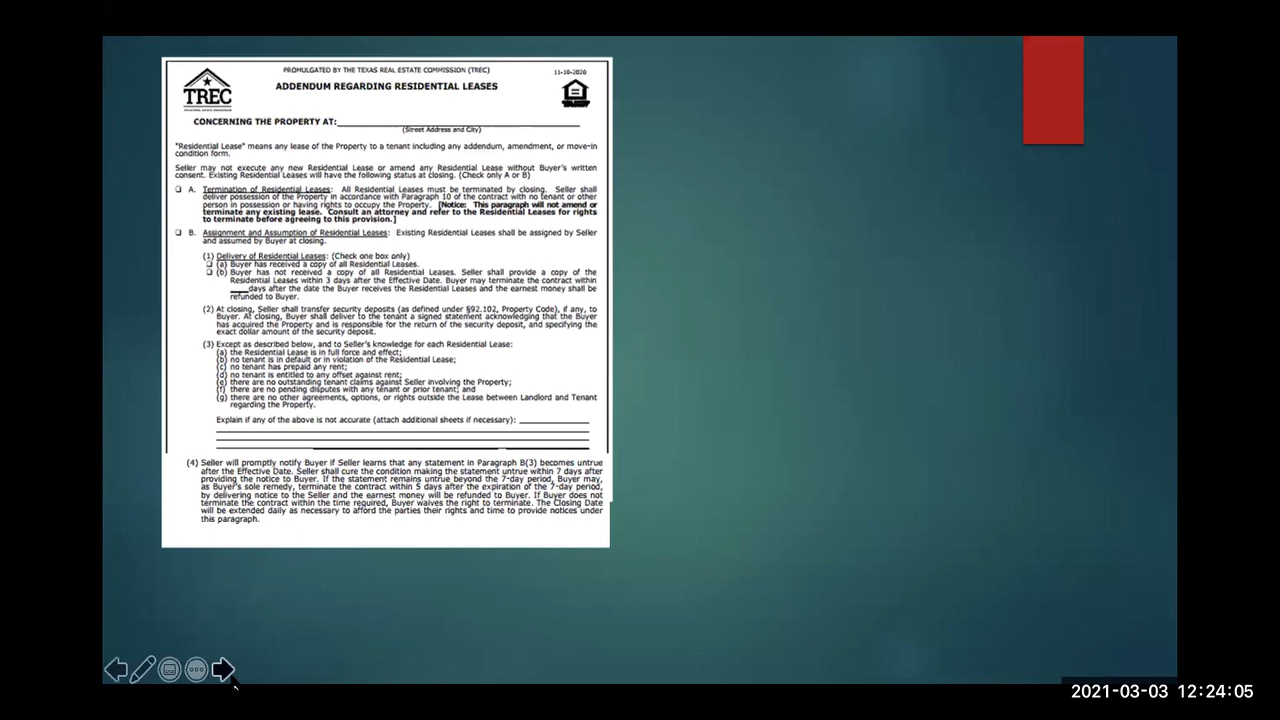 PROMULGATED BY THE TEXAS REAL ESTATE COMMISSION (TREC)
11-10-2020
TREC
ADDENDUM REGARDING RESIDENTIAL LEASES
CONCERNING THE PROPERTY AT:
(Street Address and City)
"Residential Lease" means any lease of the Property to a tenant including any addendum, amendment, or move-in
condition form.
Seller may not execute any new Residential Lease or amend any Residential Lease without Buyer's written
consent. Existing Residential Leases will have the following status at closing. (Check only A or B)
❏ A. Termination of Residential Leases: All Residential Leases must be terminated by closing. Seller shall
deliver possession of the Property in accordance with Paragraph 10 of the contract with no tenant or other
person in possession or having rights to occupy the Property. [Notice: This paragraph will not amend or
terminate any existing lease. Consult an attorney and refer to the Residential Leases for rights
to terminate before agreeing to this provision.]
❏ B. Assignment and Assumption of Residential Leases: Existing Residential Leases shall be assigned by Seller
and assumed by Buyer at closing.
(1) Delivery of Residential Leases: (Check one box only)
❏ (a) Buyer has received a copy of all Residential Leases.
❏ (b) Buyer has not received a copy of all Residential Leases. Seller shall provide a copy of the
Residential Leases within 3 days after the Effective Date. Buyer may terminate the contract within
____days after the date the Buyer receives the Residential Leases and the earnest money shall be
refunded to Buyer.
(2) At closing, Seller shall transfer security deposits (as defined under §92.102, Property Code), if any, to
Buyer. At closing, Buyer shall deliver to the tenant a signed statement acknowledging that the Buyer
has acquired the Property and is responsible for the return of the security deposit, and specifying the
exact dollar amount of the security deposit.
(3) Except as described below, and to Seller's knowledge for each Residential Lease:
(a) the Residential Lease is in full force and effect;
(b) no tenant is in default or in violation of the Residential Lease;
(c) no tenant has prepaid any rent;
(d) no tenant is entitled to any offset against rent;
(e) there are no outstanding tenant claims against Seller involving the Property;
(f) there are no pending disputes with any tenant or prior tenant; and
(g) there are no other agreements, options, or rights outside the Lease between Landlord and Tenant
regarding the Property.
Explain if any of the above is not accurate (attach additional sheets if necessary):
(4) Seller will promptly notify Buyer if Seller learns that any statement in Paragraph B(3) becomes untrue
after the Effective Date. Seller shall cure the condition making the statement untrue within 7 days after
providing the notice to Buyer. If the statement remains untrue beyond the 7-day period, Buyer may,
as Buyer's sole remedy, terminate the contract within 5 days after the expiration of the 7-day period,
by delivering notice to the Seller and the earnest money will be refunded to Buyer. If Buyer does not
terminate the contract within the time required, Buyer waives the right to terminate. The Closing Date
will be extended daily as necessary to afford the parties their rights and time to provide notices under
this paragraph.
2021-03-03 12:24:05